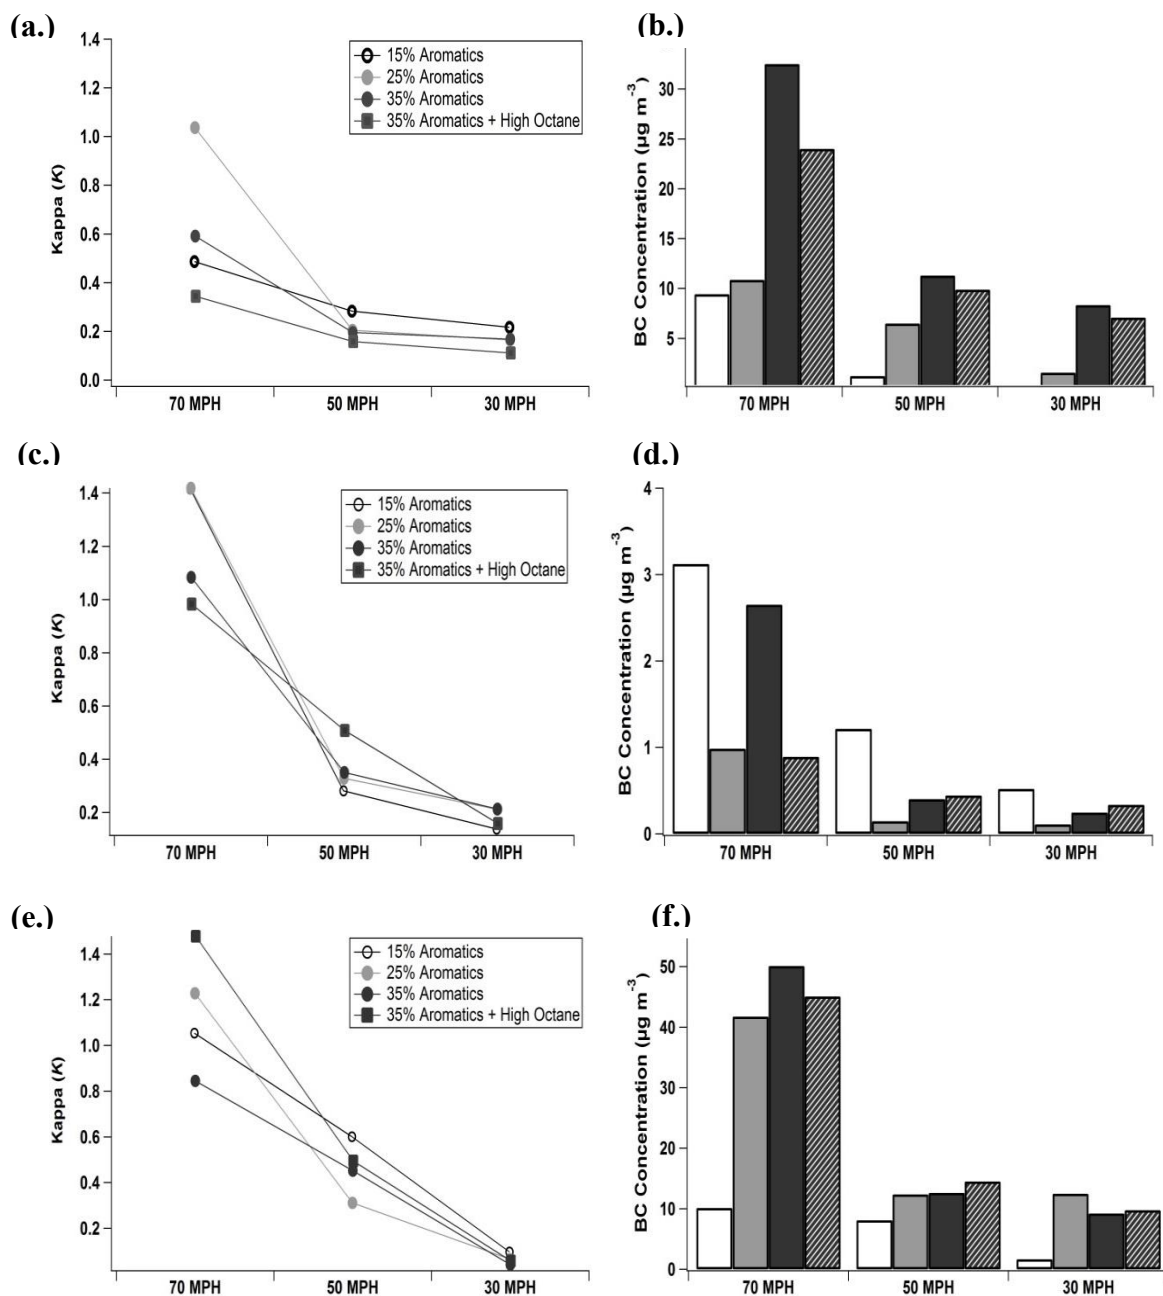 (a.)
1.4
1.2
1.0
0.8
0.6
0.4
0.2
0.0
Kappa (K)
15% Aromatics
25% Aromatics
35% Aromatics
35% Aromatics + High Octane
70 MPH
50 MPH
30 MPH
(b.)
30
25
20
15
10
5
BC Concentration (µg m-3)
70 MPH
50 MPH
30 MPH
(c.)
1.4
1.2
1.0
0.8
0.6
0.4
0.2
Kappa (K)
15% Aromatics
25% Aromatics
35% Aromatics
35% Aromatics + High Octane
70 MPH
50 MPH
30 MPH
(d.)
4
3
2
1
0
BC Concentration (µg m-3)
70 MPH
50 MPH
30 MPH
(e.)
1.4
1.2
1.0
0.8
0.6
0.4
0.2
Kappa (K)
15% Aromatics
25% Aromatics
35% Aromatics
35% Aromatics + High Octane
70 MPH
50 MPH
30 MPH
(f.)
50
40
30
20
10
0
BC Concentration (µg m-3)
70 MPH
50 MPH
30 MPH